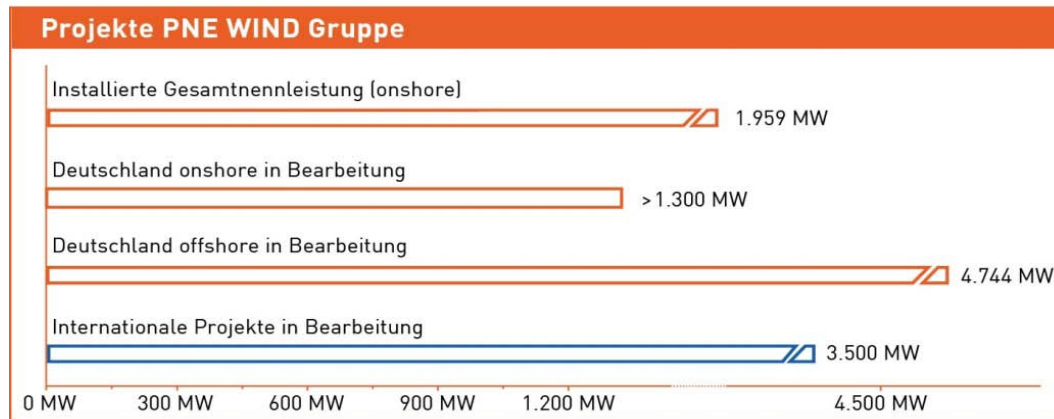 Projekte PNE WIND Gruppe
Installierte Gesamtnennleistung (onshore)
1.959 MW
Deutschland onshore in Bearbeitung
>1.300 MW
Deutschland offshore in Bearbeitung
4.744 MW
Internationale Projekte in Bearbeitung
3.500 MW
0 MW 300 MW 600 MW 900 MW 1.200 MW 4.500 MW